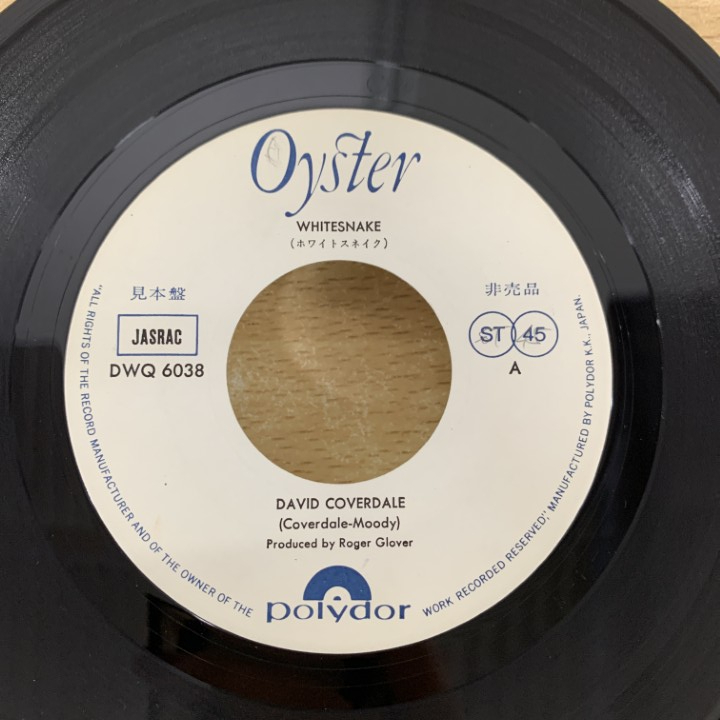 Oyster
WHITESNAKE
(ホワイトスネイク)
見本盤
非売品
JASRAC
ST 45
DWQ 6038
A
DAVID COVERDALE
(Coverdale-Moody)
Produced by Roger Glover
polydor
"ALL RIGHTS OF THE RECORD MANUFACTURER AND OF THE OWNER OF THE WORK RECORDED RESERVED," MANUFACTURED BY POLYDOR K.K., JAPAN.